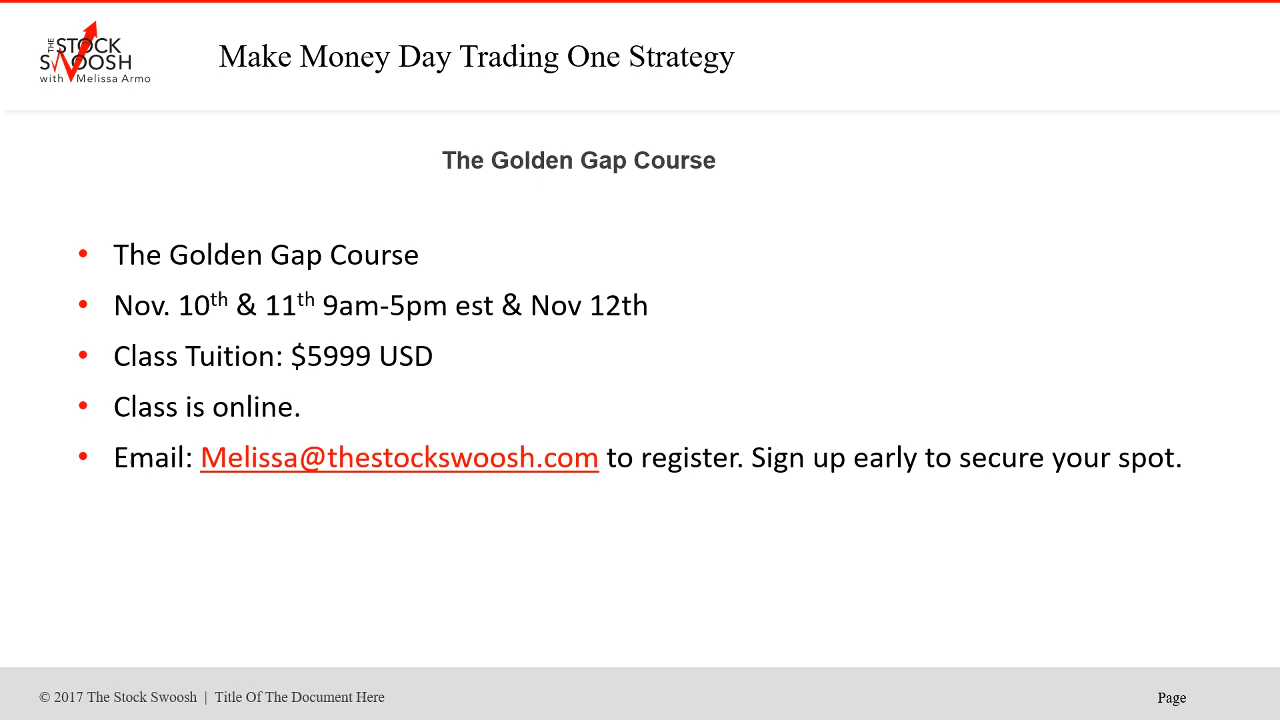 THE
STOCK
SWOOSH
with Melissa Armo
Make Money Day Trading One Strategy
The Golden Gap Course
• The Golden Gap Course
• Nov. 10th & 11th 9am-5pm est & Nov 12th
• Class Tuition: $5999 USD
• Class is online.
• Email: Melissa@thestockswoosh.com to register. Sign up early to secure your spot.
© 2017 The Stock Swoosh | Title Of The Document Here
Page